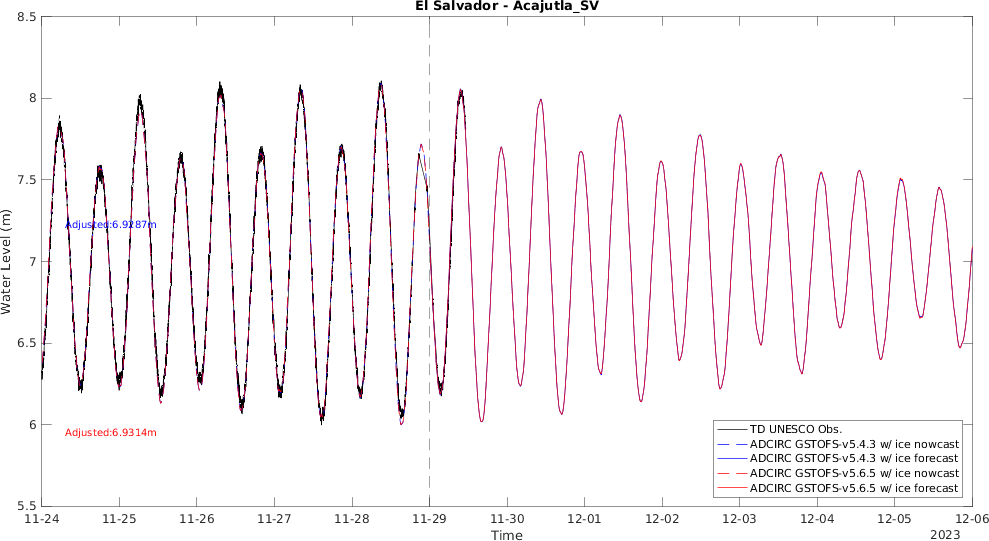 El Salvador - Acajutla_SV
8.5
8
7.5
7
6.5
6
5.5
Water Level (m)
Adjusted:6.9287m
Adjusted:6.9314m
TD UNESCO Obs.
ADCIRC GSTOFS-v5.4.3 w/ ice nowcast
ADCIRC GSTOFS-v5.4.3 w/ ice forecast
ADCIRC GSTOFS-v5.6.5 w/ ice nowcast
ADCIRC GSTOFS-v5.6.5 w/ ice forecast
11-24 11-25 11-26 11-27 11-28 11-29 11-30 12-01 12-02 12-03 12-04 12-05 12-06
Time
2023